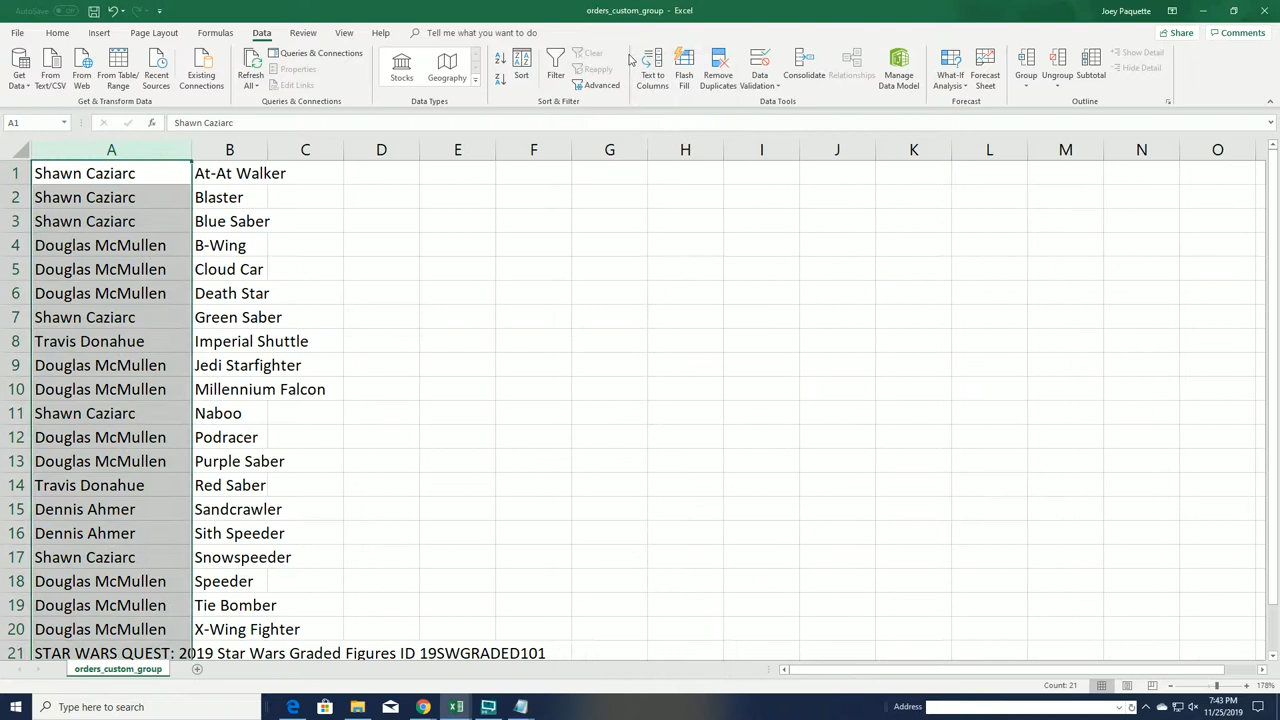 AutoSave Off
orders_custom_group - Excel
Joey Paquette
File Home Insert Page Layout Formulas Data Review View Help Tell me what you want to do Share Comments
Get Data From Text/CSV From Web From Table/Range Recent Sources Existing Connections
Get & Transform Data
Refresh All Queries & Connections Properties Edit Links
Queries & Connections
Stocks Geography
Data Types
Sort Filter Clear Reapply Advanced
Sort & Filter
Text to Columns Flash Fill Remove Duplicates Data Validation Consolidate Relationships Manage Data Model
Data Tools
What-If Analysis Forecast Sheet
Forecast
Group Ungroup Subtotal Show Detail Hide Detail
Outline
A1 fx Shawn Caziarc
A B C D E F G H I J K L M N O
1 Shawn Caziarc At-At Walker
2 Shawn Caziarc Blaster
3 Shawn Caziarc Blue Saber
4 Douglas McMullen B-Wing
5 Douglas McMullen Cloud Car
6 Douglas McMullen Death Star
7 Shawn Caziarc Green Saber
8 Travis Donahue Imperial Shuttle
9 Douglas McMullen Jedi Starfighter
10 Douglas McMullen Millennium Falcon
11 Shawn Caziarc Naboo
12 Douglas McMullen Podracer
13 Douglas McMullen Purple Saber
14 Travis Donahue Red Saber
15 Dennis Ahmer Sandcrawler
16 Dennis Ahmer Sith Speeder
17 Shawn Caziarc Snowspeeder
18 Douglas McMullen Speeder
19 Douglas McMullen Tie Bomber
20 Douglas McMullen X-Wing Fighter
21 STAR WARS QUEST: 2019 Star Wars Graded Figures ID 19SWGRADED101
orders_custom_group
Count: 21 178%
Type here to search
Address
7:43 PM
11/25/2019